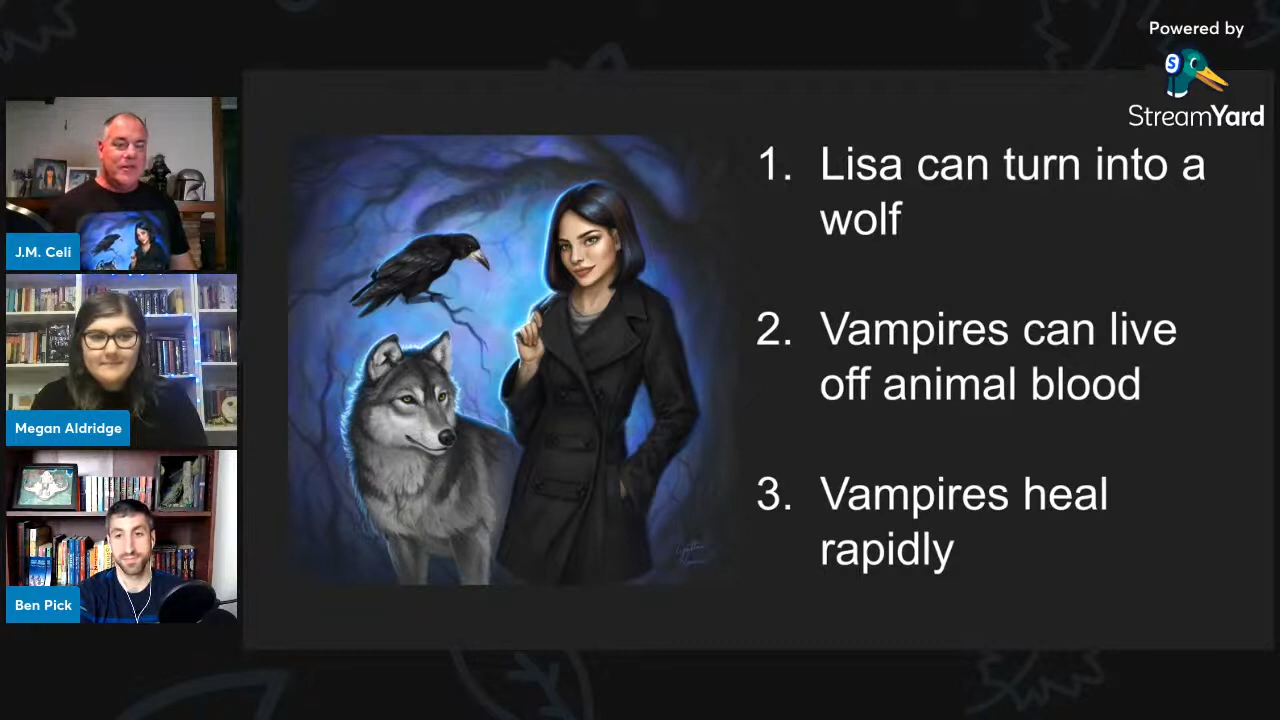 Powered by
S
StreamYard
J.M. Celi
Megan Aldridge
Ben Pick
1. Lisa can turn into a
wolf
2. Vampires can live
off animal blood
3. Vampires heal
rapidly